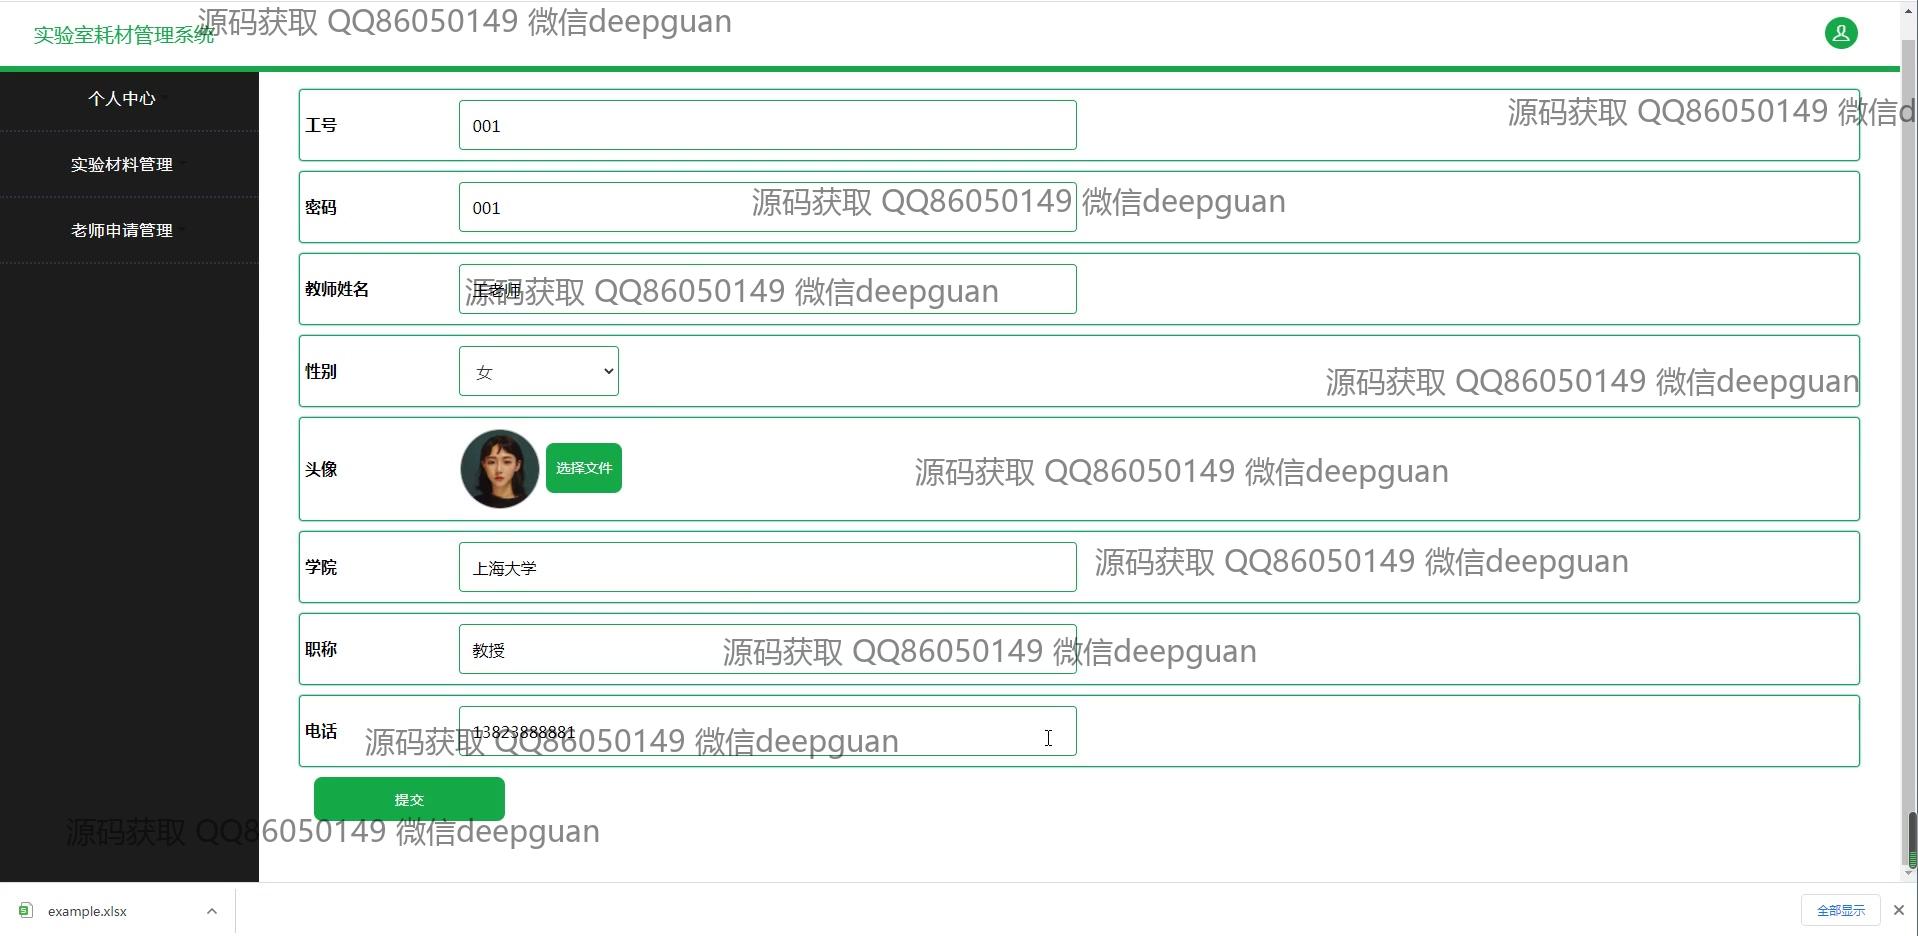 源码获取 QQ86050149 微信deepguan
实验室耗材管理系统
个人中心
实验材料管理
老师申请管理
工号
001
源码获取 QQ86050149 微信d
密码
001
源码获取 QQ86050149 微信deepguan
教师姓名
王老师
源码获取 QQ86050149 微信deepguan
性别
女
源码获取 QQ86050149 微信deepguan
头像
选择文件
源码获取 QQ86050149 微信deepguan
学院
上海大学
源码获取 QQ86050149 微信deepguan
职称
教授
源码获取 QQ86050149 微信deepguan
电话
13823888881
源码获取 QQ86050149 微信deepguan
提交
源码获取 QQ86050149 微信deepguan
example.xlsx
全部显示